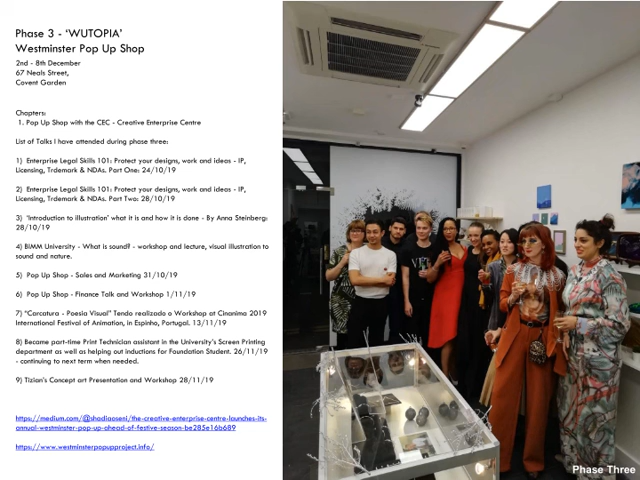 Phase 3 - ‘WUTOPIA’
Westminster Pop Up Shop
2nd - 8th December
67 Neals Street,
Covent Garden
Chapters:
1. Pop Up Shop with the CEC - Creative Enterprise Centre
List of Talks I have attended during phase three:
1) Enterprise Legal Skills 101: Protect your designs, work and ideas - IP,
Licensing, Trdemark & NDAs. Part One: 24/10/19
2) Enterprise Legal Skills 101: Protect your designs, work and ideas - IP,
Licensing, Trdemark & NDAs. Part Two: 28/10/19
3) ‘Introduction to illustration’ what it is and how it is done - By Anna Steinberg:
28/10/19
4) BIMM University - What is sound? - workshop and lecture, visual illustration to
sound and nature.
5) Pop Up Shop - Sales and Marketing 31/10/19
6) Pop Up Shop - Finance Talk and Workshop 1/11/19
7) “Carcatura - Poesia Visual” Tendo realizado o Workshop at Cinanima 2019
International Festival of Animation, in Espinho, Portugal. 13/11/19
8) Became part-time Print Technician assistant in the University’s Screen Printing
department as well as helping out inductions for Foundation Student. 26/11/19
- continuing to next term when needed.
9) Tizian’s Concept art Presentation and Workshop 28/11/19
https://medium.com/@shadiaoseni/the-creative-enterprise-centre-launches-its-
annual-westminster-pop-up-ahead-of-festive-season-be285e16b689
https://www.westminsterpopupproject.info/
Phase Three